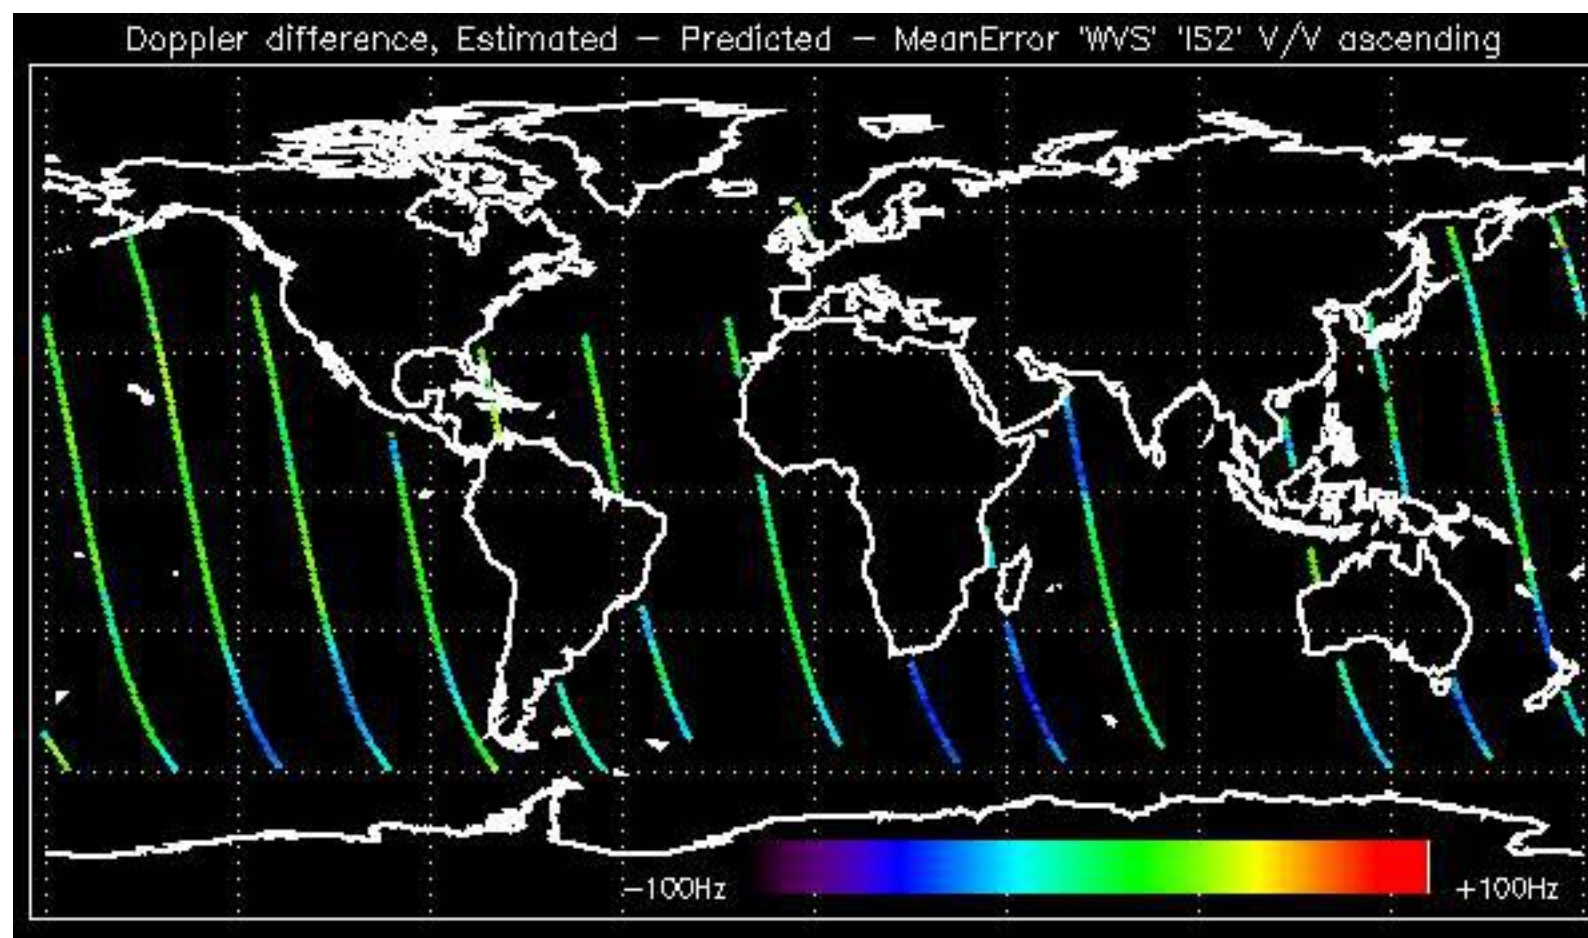 Doppler difference, Estimated - Predicted - MeanError 'WVS' 'IS2' V/V ascending
-100Hz
+100Hz